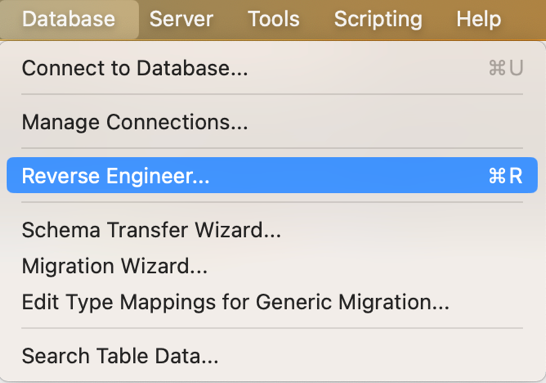 Database Server Tools Scripting Help
Connect to Database... ⌘U
Manage Connections...
Reverse Engineer... ⌘R
Schema Transfer Wizard...
Migration Wizard...
Edit Type Mappings for Generic Migration...
Search Table Data...